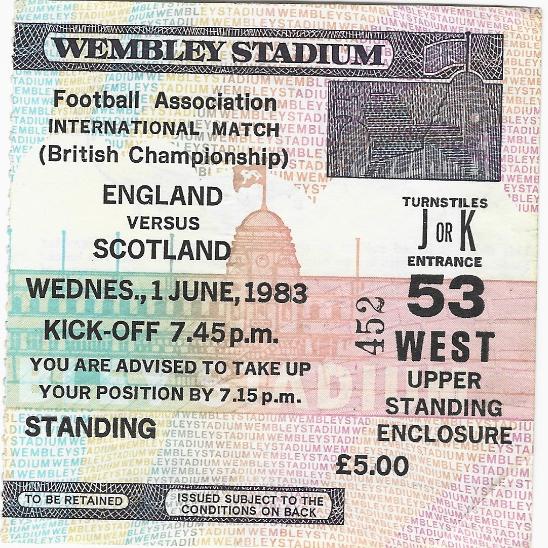 WEMBLEY STADIUM
Football Association
INTERNATIONAL MATCH
(British Championship)
ENGLAND
VERSUS
SCOTLAND
WEDNES., 1 JUNE, 1983
KICK-OFF 7.45 p.m.
YOU ARE ADVISED TO TAKE UP
YOUR POSITION BY 7.15 p.m.
STANDING
TURNSTILES
J OR K
ENTRANCE
53
452
WEST
UPPER
STANDING
ENCLOSURE
£5.00
TO BE RETAINED
ISSUED SUBJECT TO THE
CONDITIONS ON BACK